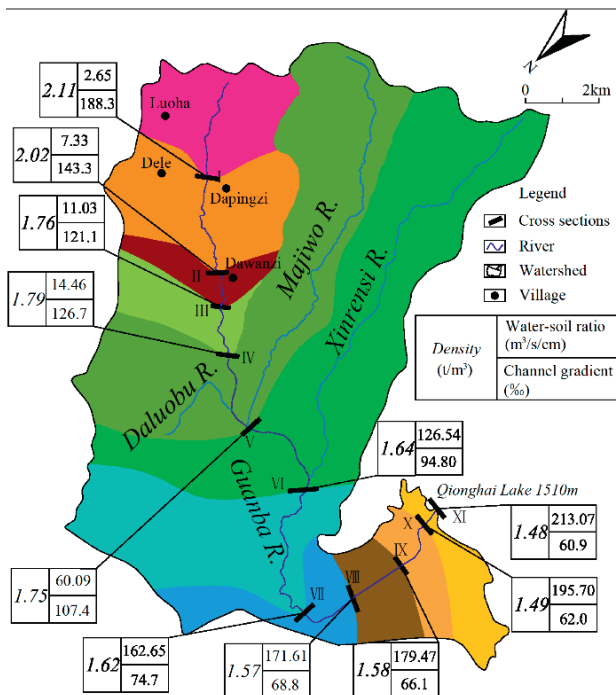 N
0 2km
2.11 2.65
188.3
Luoha
2.02 7.33
143.3
Dele
I
Dapingzi
1.76 11.03
121.1
II
Dawanzi
III
1.79 14.46
126.7
IV
Majiwo R.
Xinrensi R.
Daluobu R.
Guanba R.
Legend
Cross sections
River
Watershed
Village
Density
(t/m³)
Water-soil ratio
(m³/s/cm)
Channel gradient
(‰)
V
VI
1.64 126.54
94.80
Qionghai Lake 1510m
XI
X
IX
VIII
VII
1.48 213.07
60.9
1.49 195.70
62.0
1.75 60.09
107.4
1.62 162.65
74.7
1.57 171.61
68.8
1.58 179.47
66.1